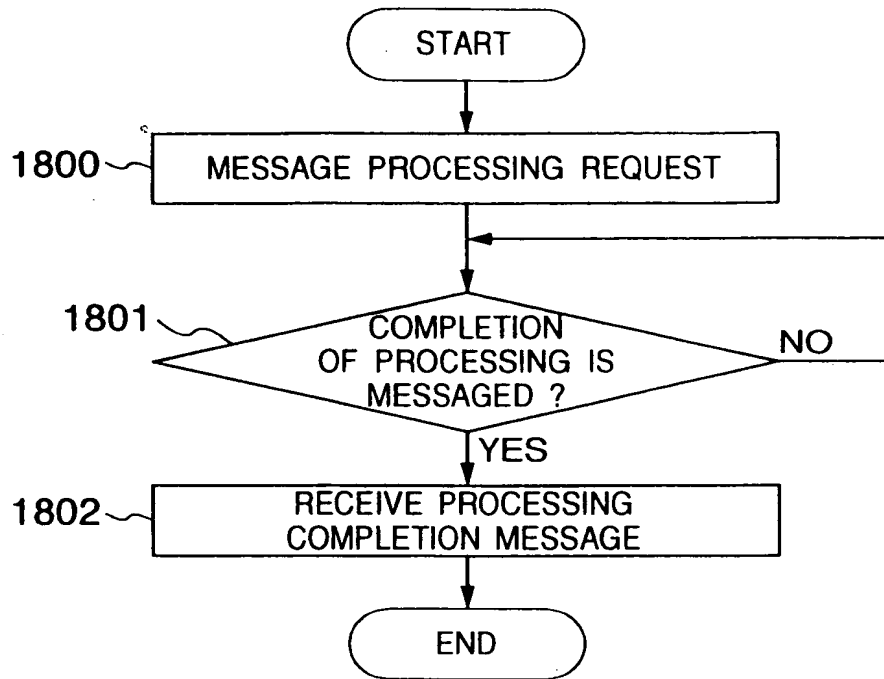 START
1800
MESSAGE PROCESSING REQUEST
1801
COMPLETION
OF PROCESSING IS
MESSAGED ?
NO
YES
1802
RECEIVE PROCESSING
COMPLETION MESSAGE
END